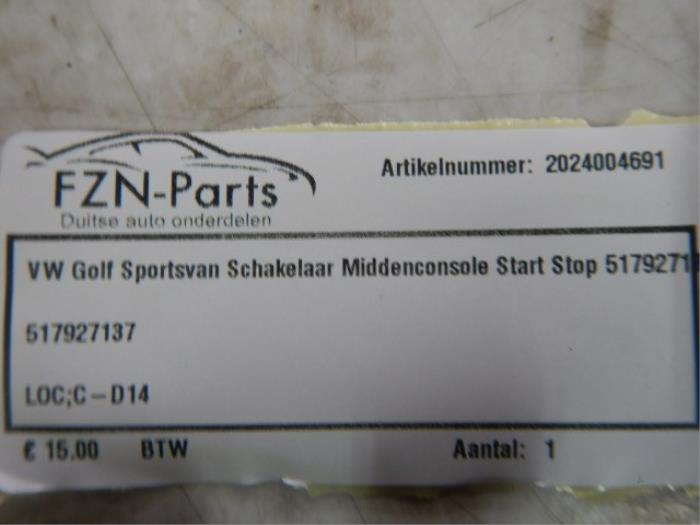 FZN-Parts
Duitse auto onderdelen
Artikelnummer: 2024004691
VW Golf Sportsvan Schakelaar Middenconsole Start Stop 51792713
517927137
LOC;C-D14
€ 15.00 BTW Aantal: 1